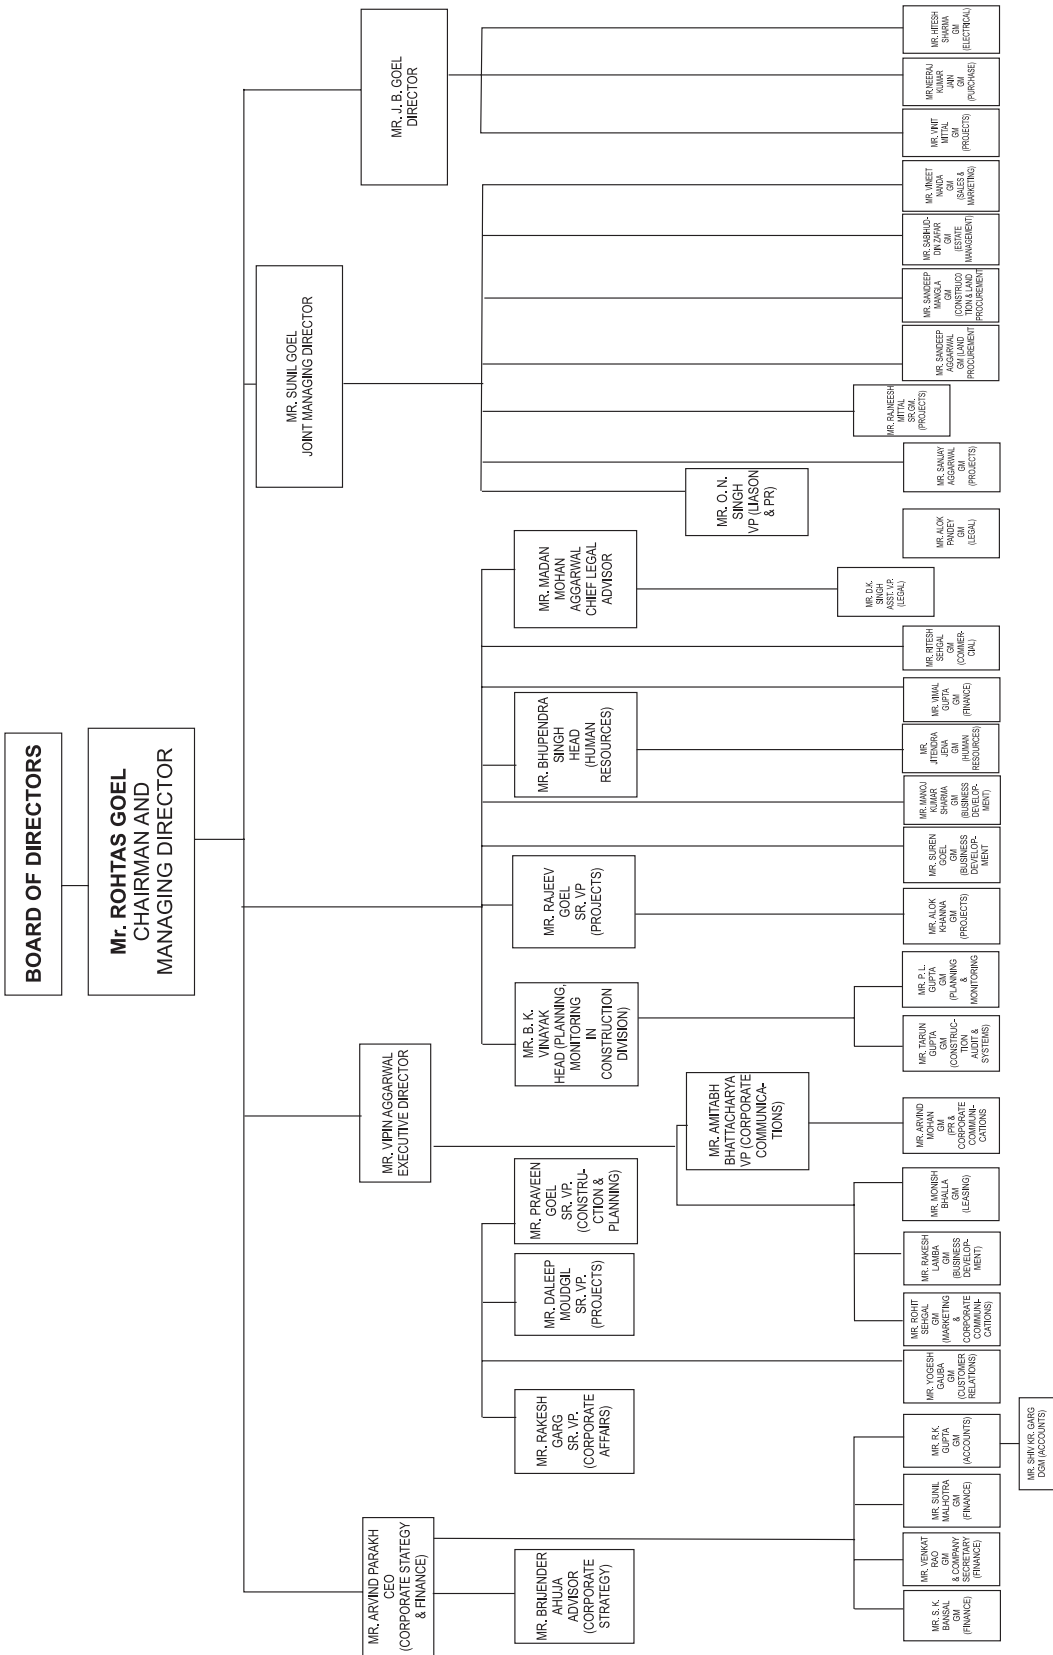 BOARD OF DIRECTORS
Mr. ROHTAS GOEL
CHAIRMAN AND
MANAGING DIRECTOR
MR. ARVIND PARAKH
CEO
(CORPORATE STATEGY
& FINANCE)
MR. VIPIN AGGARWAL
EXECUTIVE DIRECTOR
MR. SUNIL GOEL
JOINT MANAGING DIRECTOR
MR. J. B. GOEL
DIRECTOR
MR. BRIJENDER
AHUJA
ADVISOR
(CORPORATE
STRATEGY)
MR. RAKESH
GARG
SR. VP.
(CORPORATE
AFFAIRS)
MR. DALEEP
MOUDGIL
SR. VP.
(PROJECTS)
MR. PRAVEEN
GOEL
SR. VP.
(CONSTRU-
CTION &
PLANNING)
MR. B. K.
VINAYAK
HEAD (PLANNING,
MONITORING
IN
CONSTRUCTION
DIVISION)
MR. RAJEEV
GOEL
SR. VP
(PROJECTS)
MR. BHUPENDRA
SINGH
HEAD
(HUMAN
RESOURCES)
MR. MADAN
MOHAN
AGGARWAL
CHIEF LEGAL
ADVISOR
MR. AMITABH
BHATTACHARYA
VP (CORPORATE
COMMUNICA-
TIONS)
MR. O. N.
SINGH
VP (LIASON
& PR)
MR. D.K.
SINGH
ASST. V.P.
(LEGAL)
MR. RAJNEESH
MITTAL
SR.GM.
(PROJECTS)
MR. S. K.
BANSAL
GM
(FINANCE)
MR. VENKAT
RAO
GM
& COMPANY
SECRETARY
(FINANCE)
MR. SUNIL
MALHOTRA
GM
(FINANCE)
MR. R.K.
GUPTA
GM
(ACCOUNTS)
MR. YOGESH
GAUBA
GM
(CUSTOMER
RELATIONS)
MR. ROHIT
SEHGAL
GM
(MARKETING
&
CORPORATE
COMMUNI-
CATIONS)
MR. RAKESH
LAMBA
GM
(BUSINESS
DEVELOP-
MENT)
MR. MONISH
BHALLA
GM
(LEASING)
MR. ARVIND
MOHAN
GM
(PR &
CORPORATE
COMMUNI-
CATIONS
MR. TARUN
GUPTA
GM
(CONSTRUC-
TION
AUDIT &
SYSTEMS)
MR. P. L.
GUPTA
GM
(PLANNING
&
MONITORING
MR. ALOK
KHANNA
GM
(PROJECTS)
MR. SUREN
GOEL
GM
(BUSINESS
DEVELOP-
MENT
MR. MANOJ
KUMAR
SHARMA
GM
(BUSINESS
DEVELOP-
MENT)
MR.
JITENDRA
JENA
GM
(HUMAN
RESOURCES)
MR. VIMAL
GUPTA
GM
(FINANCE)
MR. RITESH
SEHGAL
GM
(COMMER-
CIAL)
MR. ALOK
PANDEY
GM
(LEGAL)
MR. SANJAY
AGGARWAL
GM
(PROJECTS)
MR. SANDEEP
AGGARWAL
GM (LAND
PROCUREMENT
MR. SANDEEP
MANGLA
GM
(CONSTRUC0
TION & LAND
PROCUREMENT
MR. SABIHUD-
DIN ZAFAR
GM
(ESTATE
MANAGEMENT)
MR. VINEET
NANDA
GM
(SALES &
MARKETING)
MR. VINIT
MITTAL
GM
(PROJECTS)
MR.NEERAJ
KUMAR
JAIN
GM
(PURCHASE)
MR. HITESH
SHARMA
GM
(ELECTRICAL)
MR. SHIV KR. GARG
DGM (ACCOUNTS)